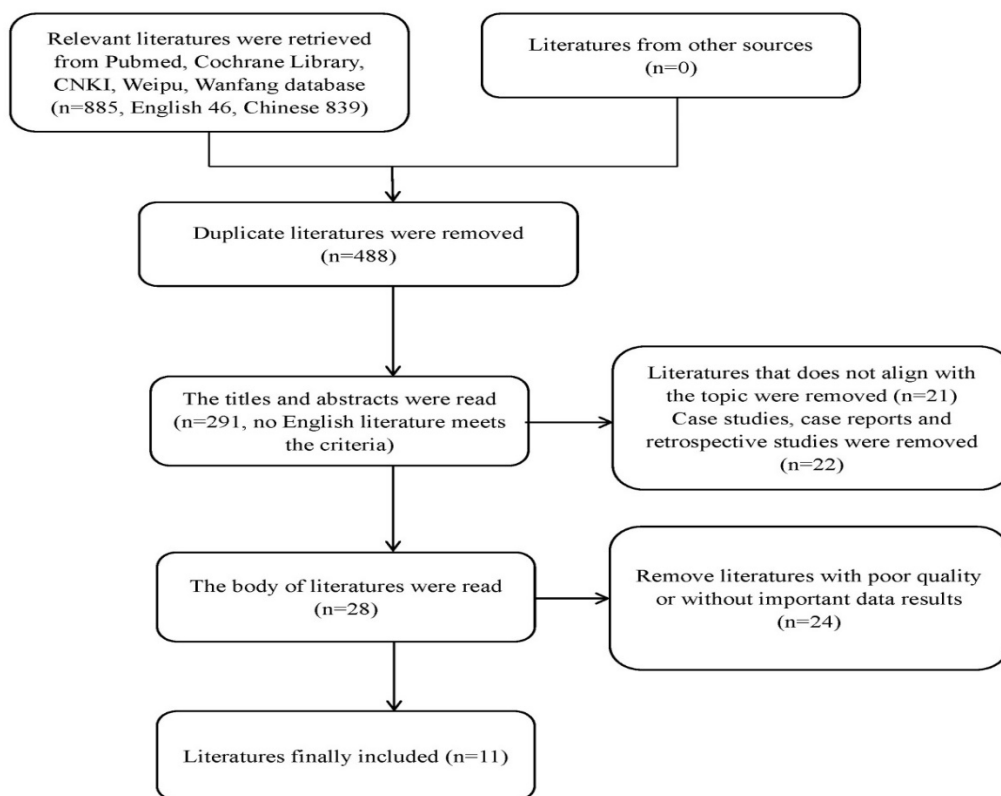 Relevant literatures were retrieved
from Pubmed, Cochrane Library,
CNKI, Weipu, Wanfang database
(n=885, English 46, Chinese 839)
Literatures from other sources
(n=0)
Duplicate literatures were removed
(n=488)
The titles and abstracts were read
(n=291, no English literature meets
the criteria)
Literatures that does not align with
the topic were removed (n=21)
Case studies, case reports and
retrospective studies were removed
(n=22)
The body of literatures were read
(n=28)
Remove literatures with poor quality
or without important data results
(n=24)
Literatures finally included (n=11)